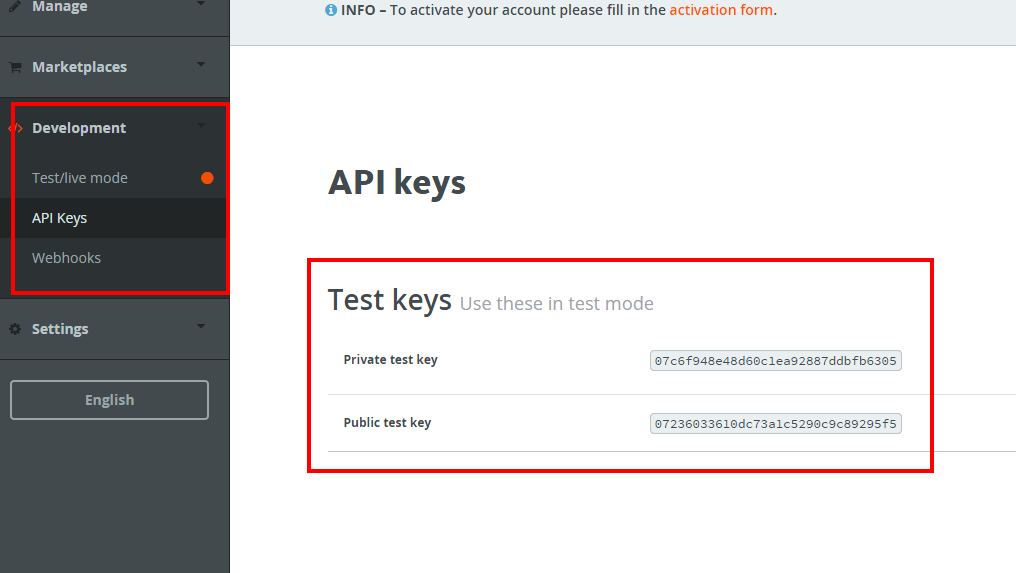 Manage
INFO – To activate your account please fill in the activation form.
Marketplaces
Development
Test/live mode
API Keys
Webhooks
Settings
English
API keys
Test keys Use these in test mode
Private test key 07c6f948e48d60c1ea92887ddbfb6305
Public test key 07236033610dc73a1c5290c9c89295f5